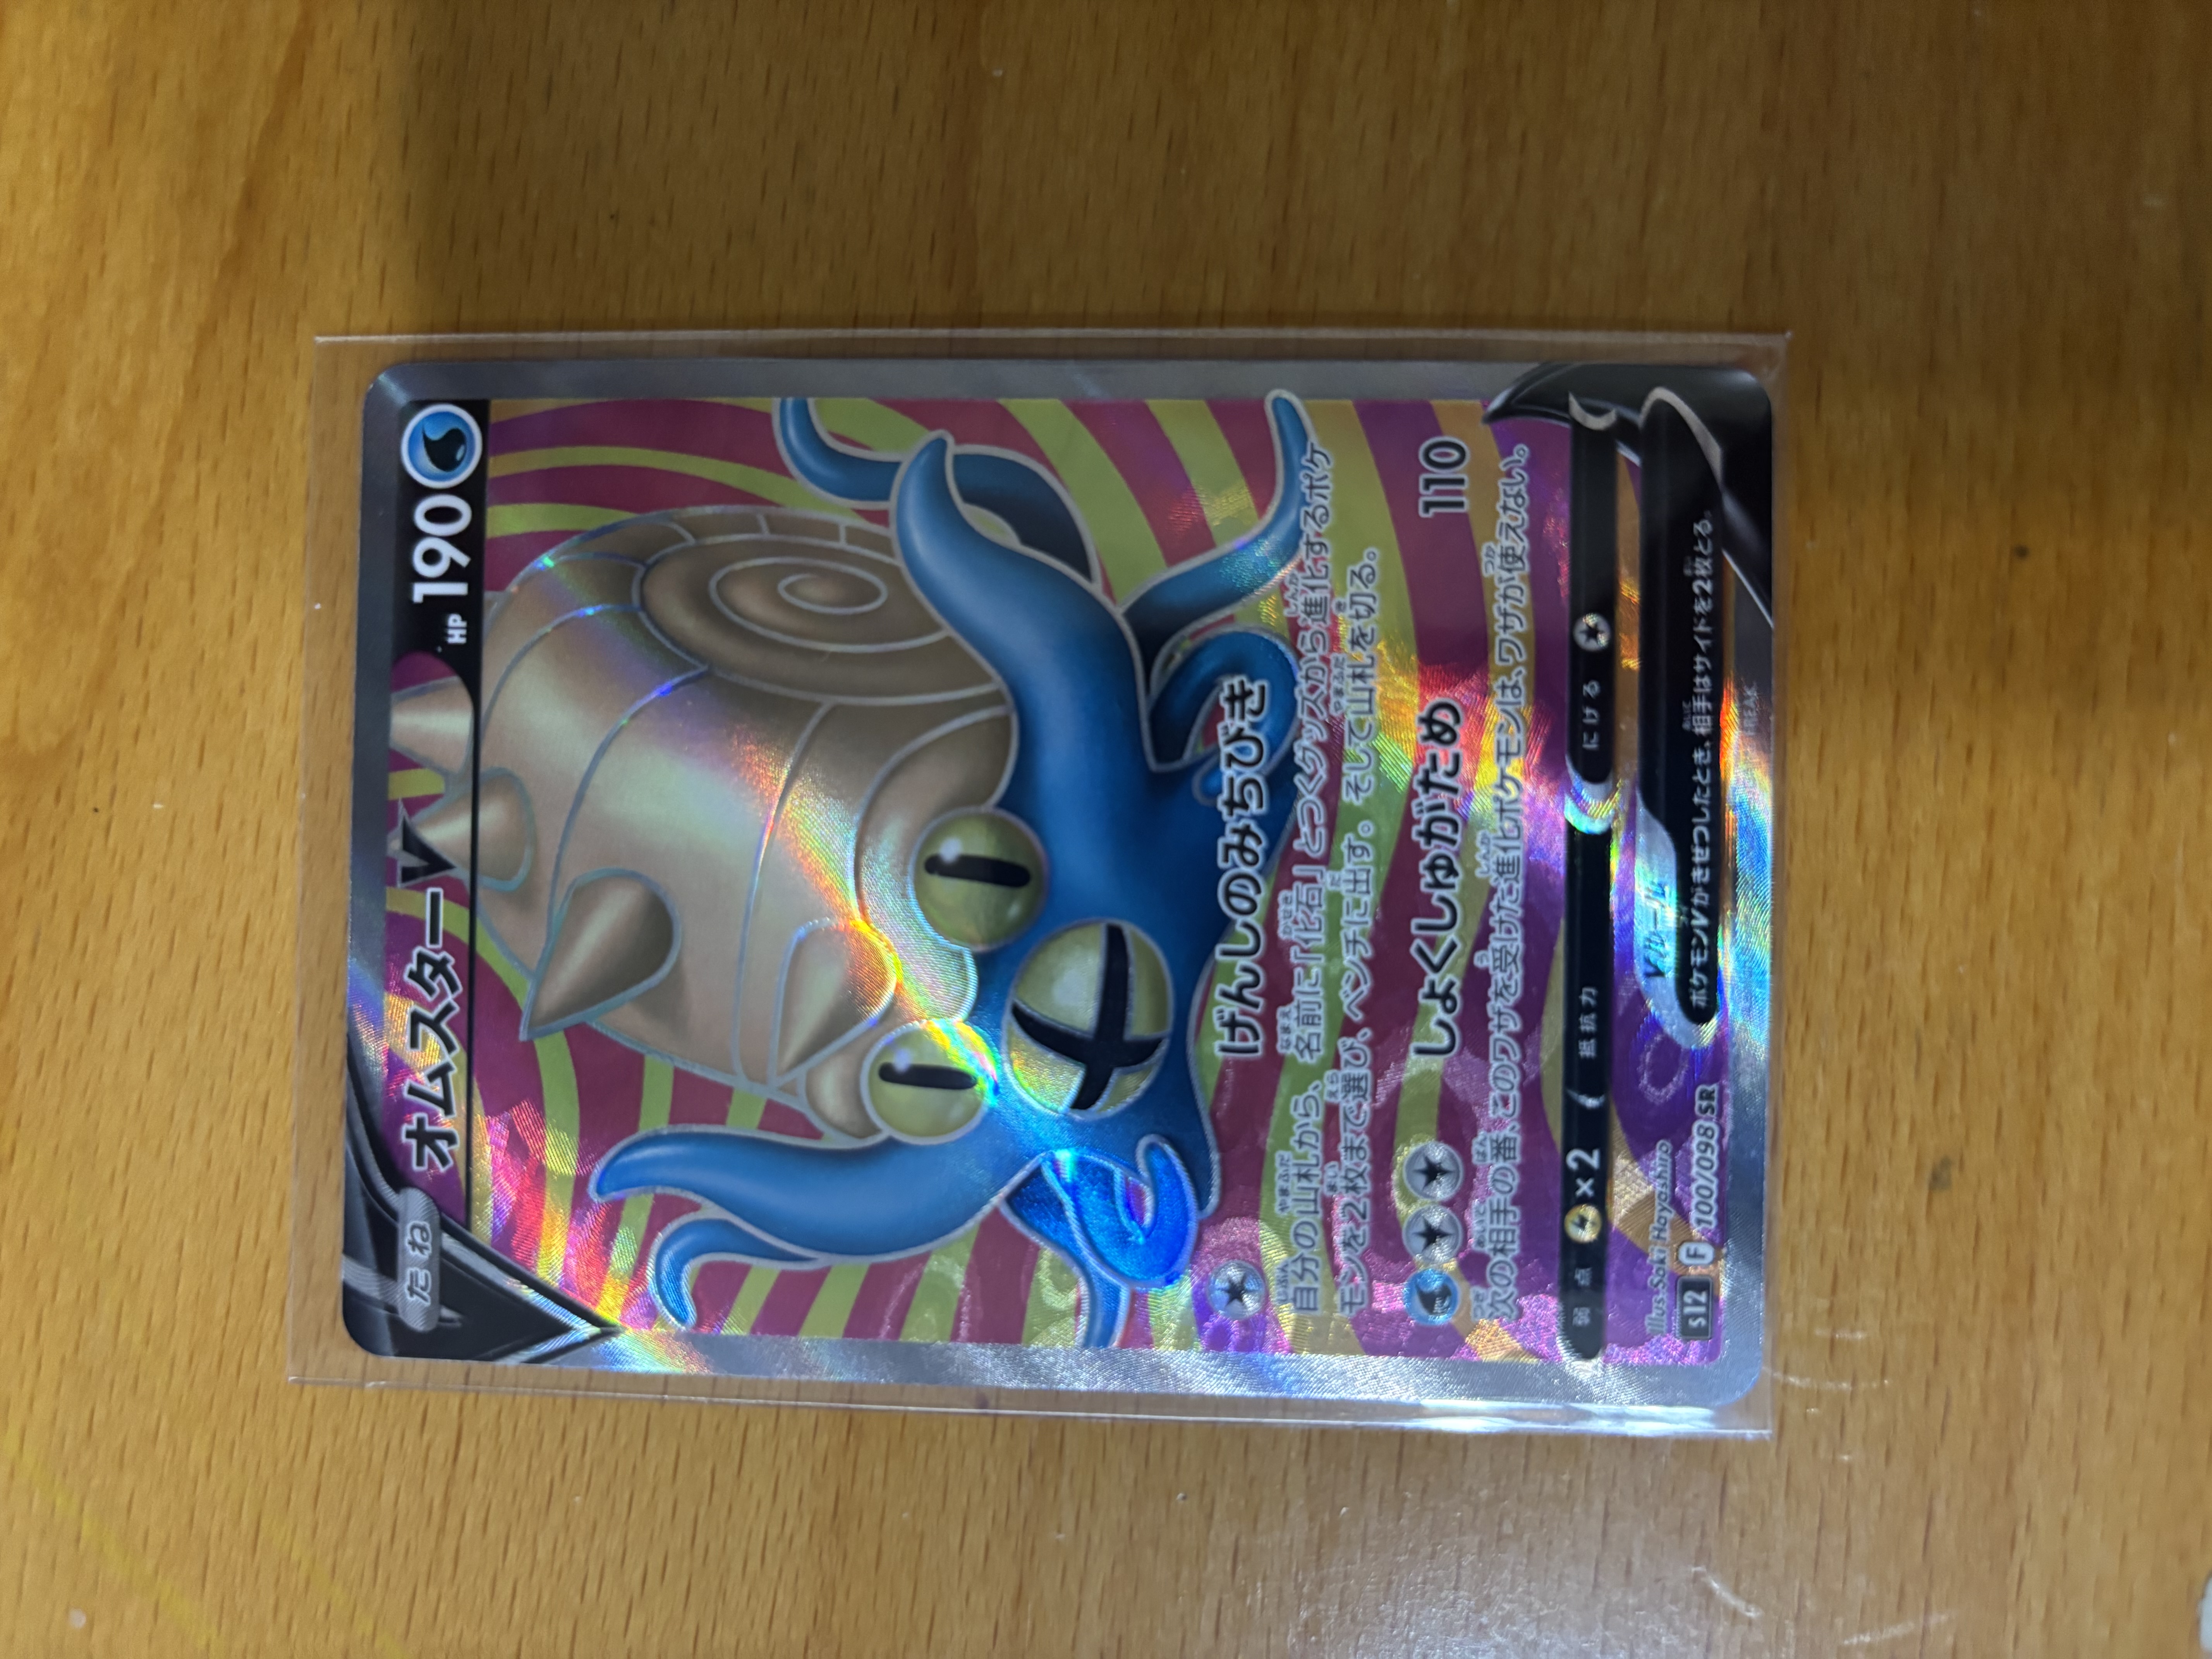 たね オムスターV HP 190
げんしのみちびき
自分の山札から、名前に「化石」とつくグッズから進化するポケ
モンを2枚まで選び、ベンチに出す。そして山札を切る。
しょくしゅがため 110
次の相手の番、このワザを受けた進化ポケモンは、ワザが使えない。
弱点 ×2 抵抗力 にげる
Illus. Saki Hayashiro
Vルール
ポケモンVがきぜつしたとき、相手はサイドを2枚とる。
s12 F 100/098 SR